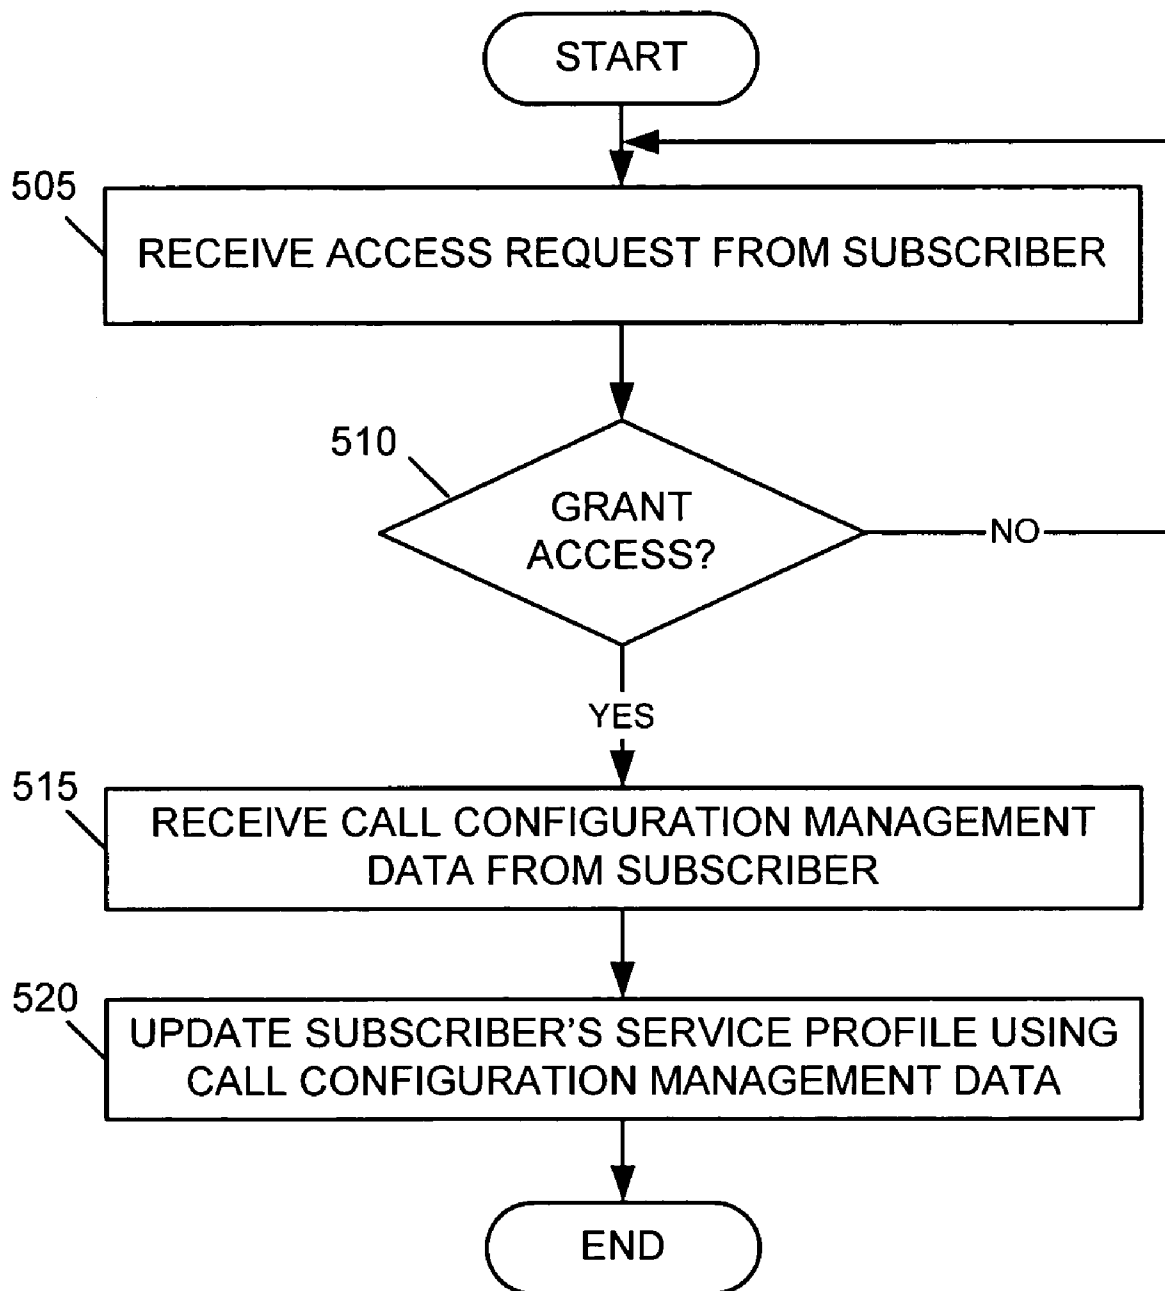 START
505
RECEIVE ACCESS REQUEST FROM SUBSCRIBER
510
GRANT
ACCESS?
NO
YES
515
RECEIVE CALL CONFIGURATION MANAGEMENT
DATA FROM SUBSCRIBER
520
UPDATE SUBSCRIBER'S SERVICE PROFILE USING
CALL CONFIGURATION MANAGEMENT DATA
END